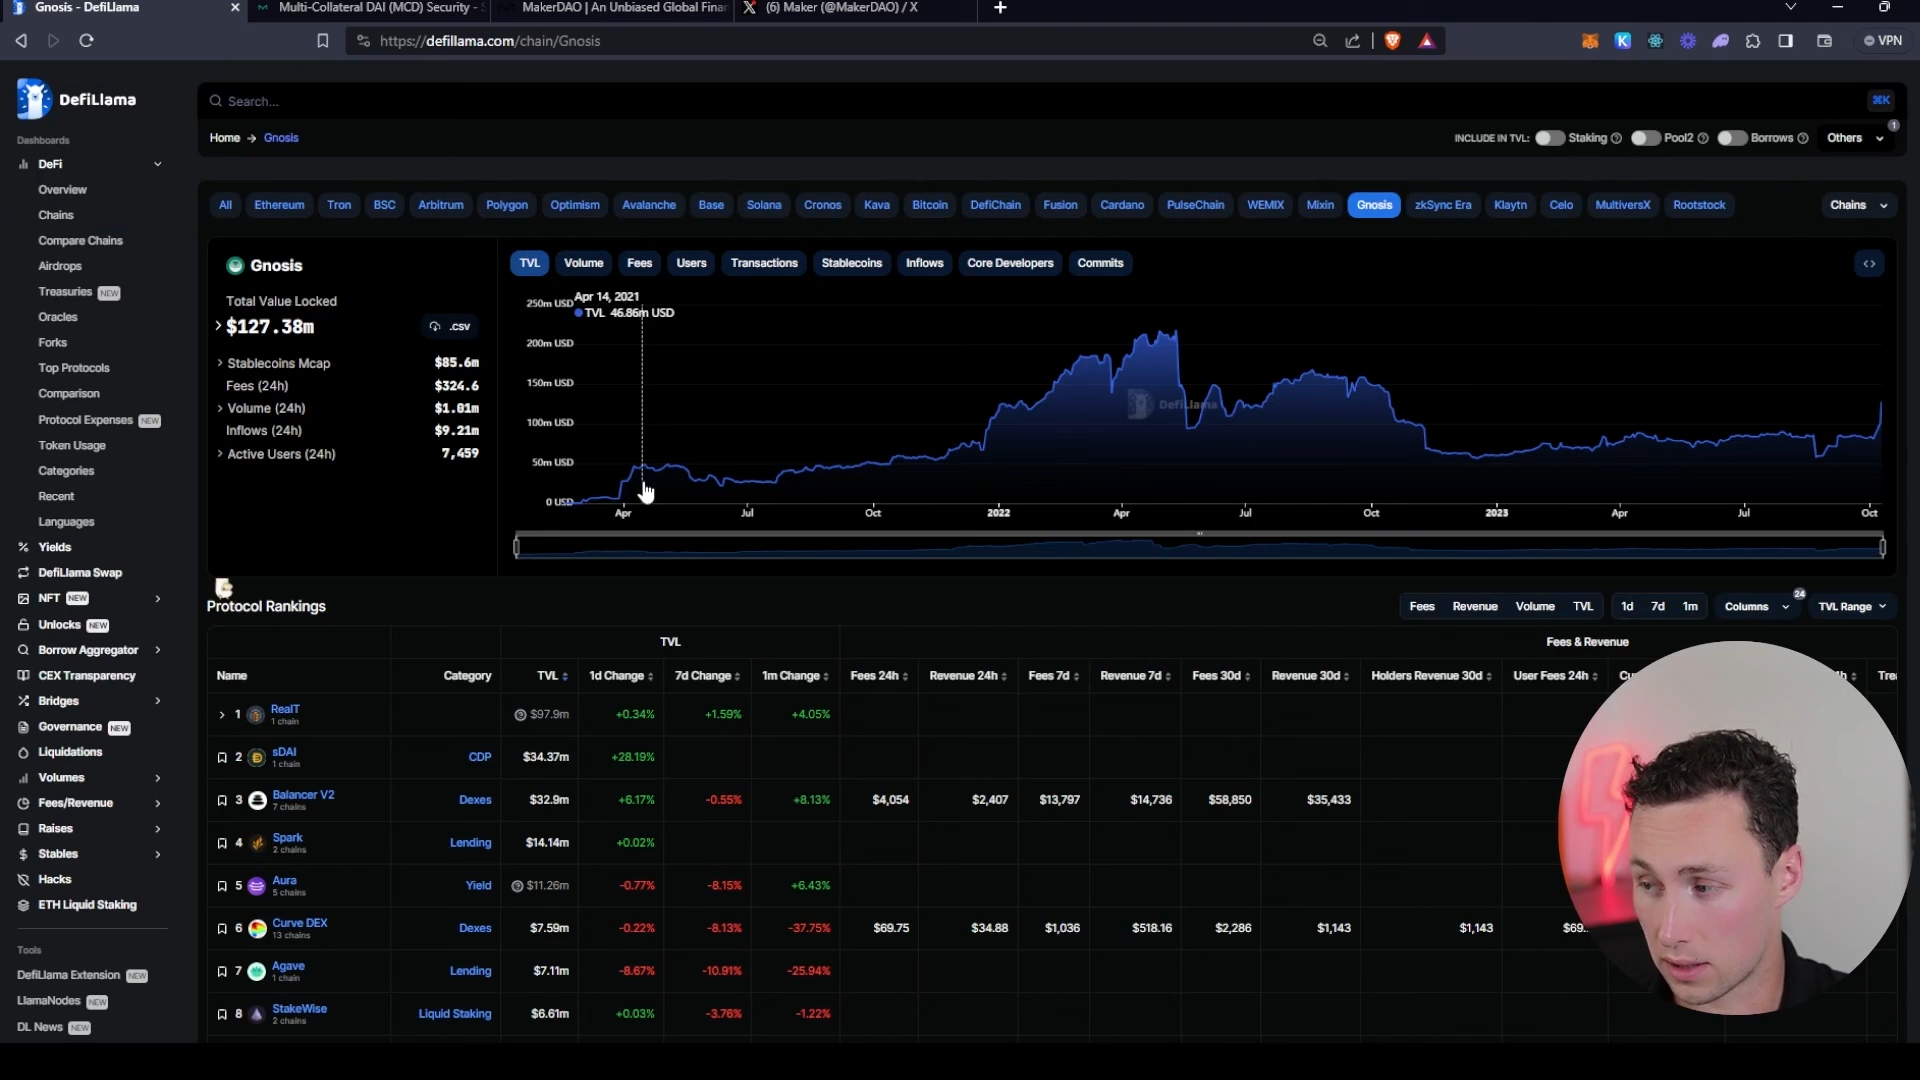 Gnosis - DefiLlama
Multi-Collateral DAI (MCD) Security -
MakerDAO | An Unbiased Global Finan
(6) Maker (@MakerDAO) / X
https://defillama.com/chain/Gnosis
VPN
DefiLlama
Search...
⌘K
Home → Gnosis
INCLUDE IN TVL: Staking Pool2 Borrows Others 1
Dashboards
DeFi
Overview
Chains
Compare Chains
Airdrops
Treasuries NEW
Oracles
Forks
Top Protocols
Comparison
Protocol Expenses NEW
Token Usage
Categories
Recent
Languages
Yields
DefiLlama Swap
NFT NEW
Unlocks NEW
Borrow Aggregator
CEX Transparency
Bridges
Governance NEW
Liquidations
Volumes
Fees/Revenue
Raises
Stables
Hacks
ETH Liquid Staking
Tools
DefiLlama Extension NEW
LlamaNodes NEW
DL News NEW
All Ethereum Tron BSC Arbitrum Polygon Optimism Avalanche Base Solana Cronos Kava Bitcoin DefiChain Fusion Cardano PulseChain WEMIX Mixin Gnosis zkSync Era Klaytn Celo MultiversX Rootstock Chains
Gnosis
Total Value Locked
$127.38m .csv
Stablecoins Mcap $85.6m
Fees (24h) $324.6
Volume (24h) $1.01m
Inflows (24h) $9.21m
Active Users (24h) 7,459
TVL Volume Fees Users Transactions Stablecoins Inflows Core Developers Commits
Apr 14, 2021
TVL 46.86m USD
250m USD
200m USD
150m USD
100m USD
50m USD
0 USD
DefiLlama
Apr Jul Oct 2022 Apr Jul Oct 2023 Apr Jul Oct
Protocol Rankings
Fees Revenue Volume TVL 1d 7d 1m Columns 24 TVL Range
TVL Fees & Revenue
Name Category TVL 1d Change 7d Change 1m Change Fees 24h Revenue 24h Fees 7d Revenue 7d Fees 30d Revenue 30d Holders Revenue 30d User Fees 24h
1 RealT $97.9m +0.34% +1.59% +4.05%
1 chain
2 sDAI CDP $34.37m +28.19%
1 chain
3 Balancer V2 Dexes $32.9m +6.17% -0.55% +8.13% $4,054 $2,407 $13,797 $14,736 $58,850 $35,433
7 chains
4 Spark Lending $14.14m +0.02%
2 chains
5 Aura Yield $11.26m -0.77% -8.15% +6.43%
5 chains
6 Curve DEX Dexes $7.59m -0.22% -8.13% -37.75% $69.75 $34.88 $1,036 $518.16 $2,286 $1,143 $1,143
13 chains
7 Agave Lending $7.11m -8.67% -10.91% -25.94%
1 chain
8 StakeWise Liquid Staking $6.61m +0.03% -3.76% -1.22%
2 chains